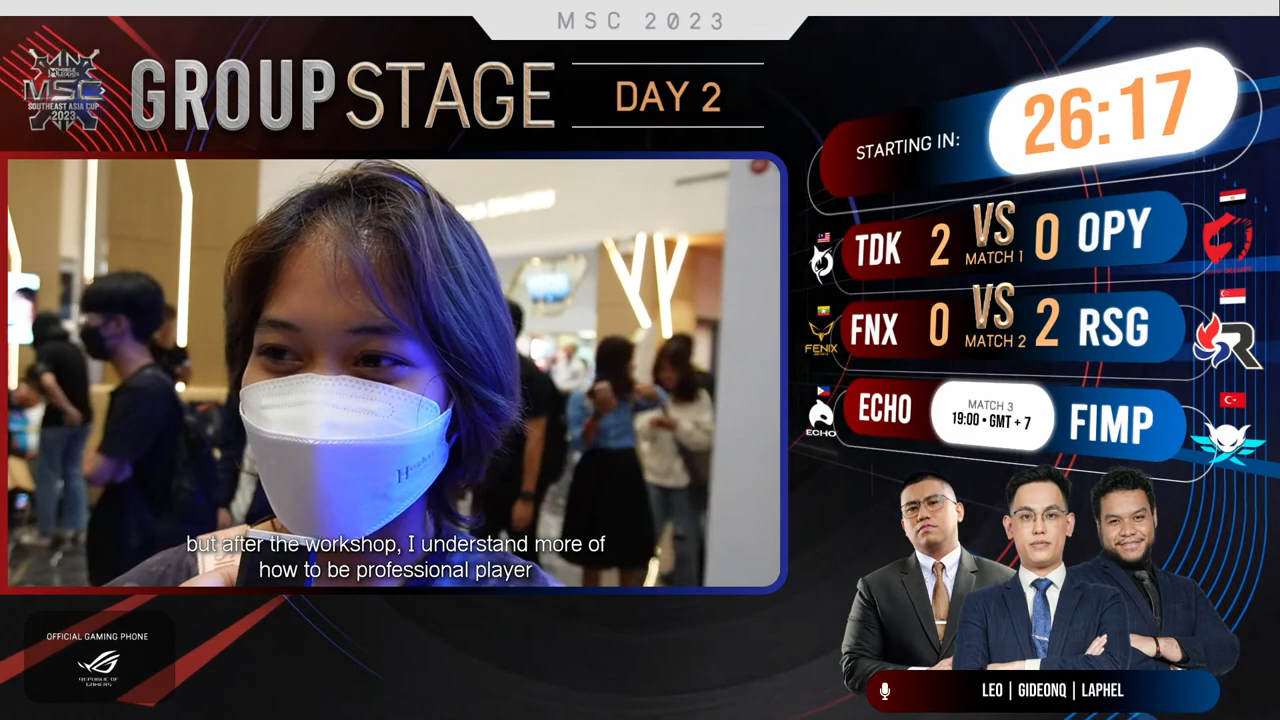 MSC 2023
MOBILE
LEGENDS
MSC
SOUTHEAST ASIA CUP
2023
GROUP STAGE
DAY 2
STARTING IN:
26:17
TDK 2 VS 0 OPY
MATCH 1
FNX 0 VS 2 RSG
MATCH 2
FENIX
ECHO
MATCH 3
19:00 • GMT + 7
FIMP
ECHO
but after the workshop, I understand more of
how to be professional player
OFFICIAL GAMING PHONE
REPUBLIC OF
GAMERS
LEO | GIDEONQ | LAPHEL